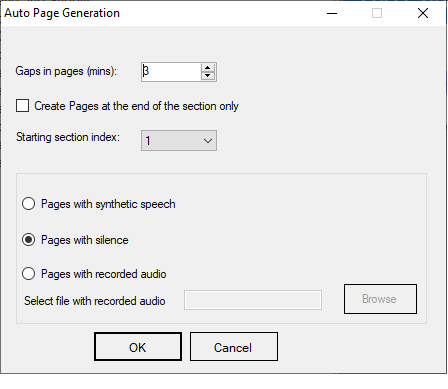 Auto Page Generation
Gaps in pages (mins): 3
Create Pages at the end of the section only
Starting section index: 1
Pages with synthetic speech
Pages with silence
Pages with recorded audio
Select file with recorded audio Browse
OK Cancel